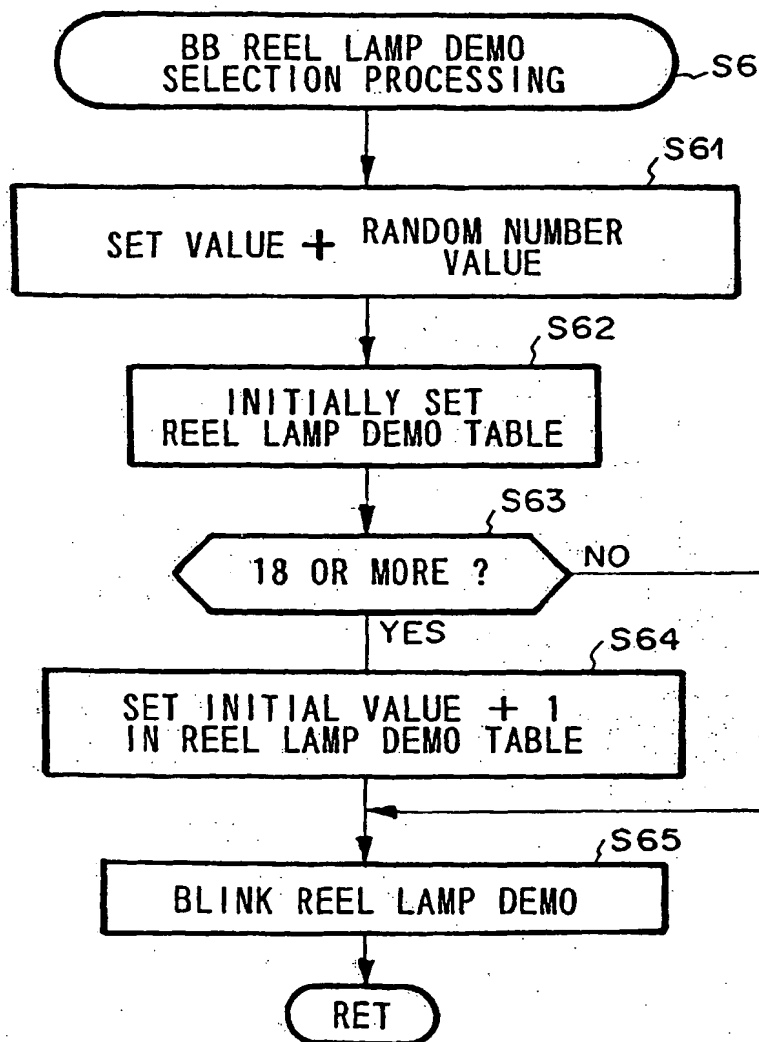 BB REEL LAMP DEMO
SELECTION PROCESSING
S6
S61
SET VALUE + RANDOM NUMBER
VALUE
S62
INITIALLY SET
REEL LAMP DEMO TABLE
S63
18 OR MORE ?
NO
YES
S64
SET INITIAL VALUE + 1
IN REEL LAMP DEMO TABLE
S65
BLINK REEL LAMP DEMO
RET